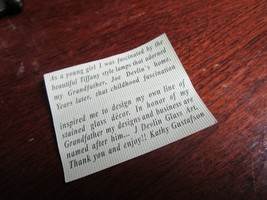 As a young girl I was fascinated by the
beautiful Tiffany style lamps that adorned
my Grandfather, Joe Devlin's home.
Years later, that childhood fascination
inspired me to design my own line of
stained glass décor. In honor of my
Grandfather my designs and business are
named after him... J Devlin Glass Art.
Thank you and enjoy!! Kathy Gustafson